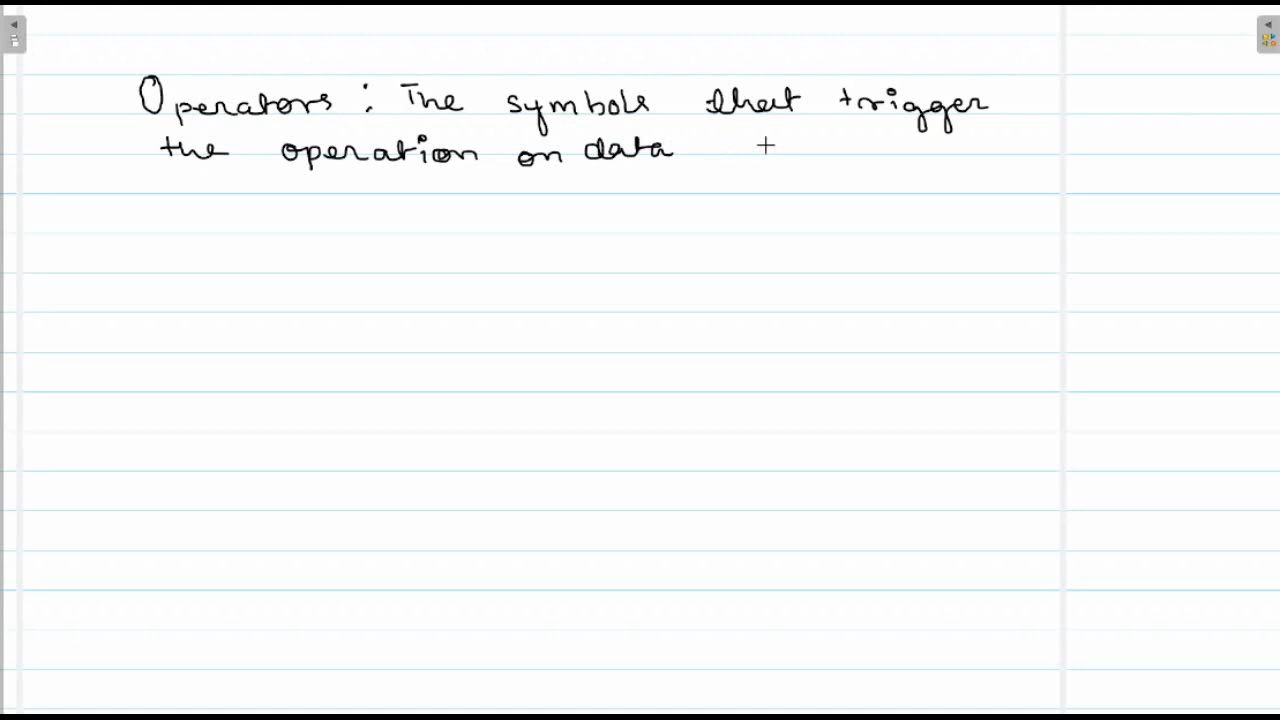 Operators : The symbols that trigger
the operation on data